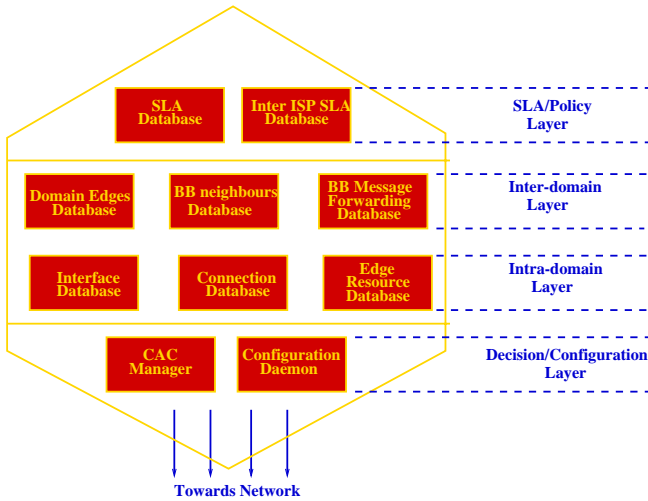 SLA
Database
Inter ISP SLA
Database
SLA/Policy
Layer
Domain Edges
Database
BB neighbours
Database
BB Message
Forwarding
Database
Inter-domain
Layer
Interface
Database
Connection
Database
Edge
Resource
Database
Intra-domain
Layer
CAC
Manager
Configuration
Daemon
Decision/Configuration
Layer
Towards Network